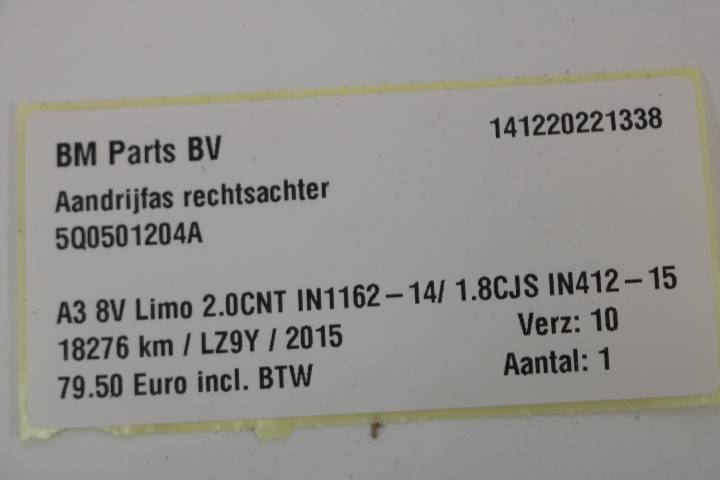 BM Parts BV 141220221338
Aandrijfas rechtsachter
5Q0501204A
A3 8V Limo 2.0CNT IN1162-14/ 1.8CJS IN412-15
18276 km / LZ9Y / 2015 Verz: 10
79.50 Euro incl. BTW Aantal: 1